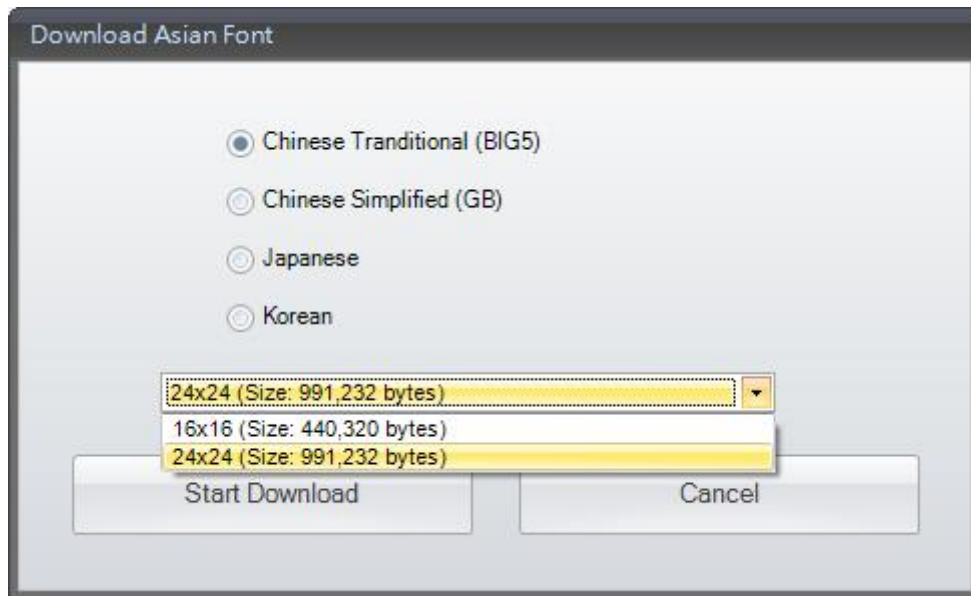 Download Asian Font
Chinese Tranditional (BIG5)
Chinese Simplified (GB)
Japanese
Korean
24x24 (Size: 991,232 bytes)
16x16 (Size: 440,320 bytes)
24x24 (Size: 991,232 bytes)
Start Download
Cancel